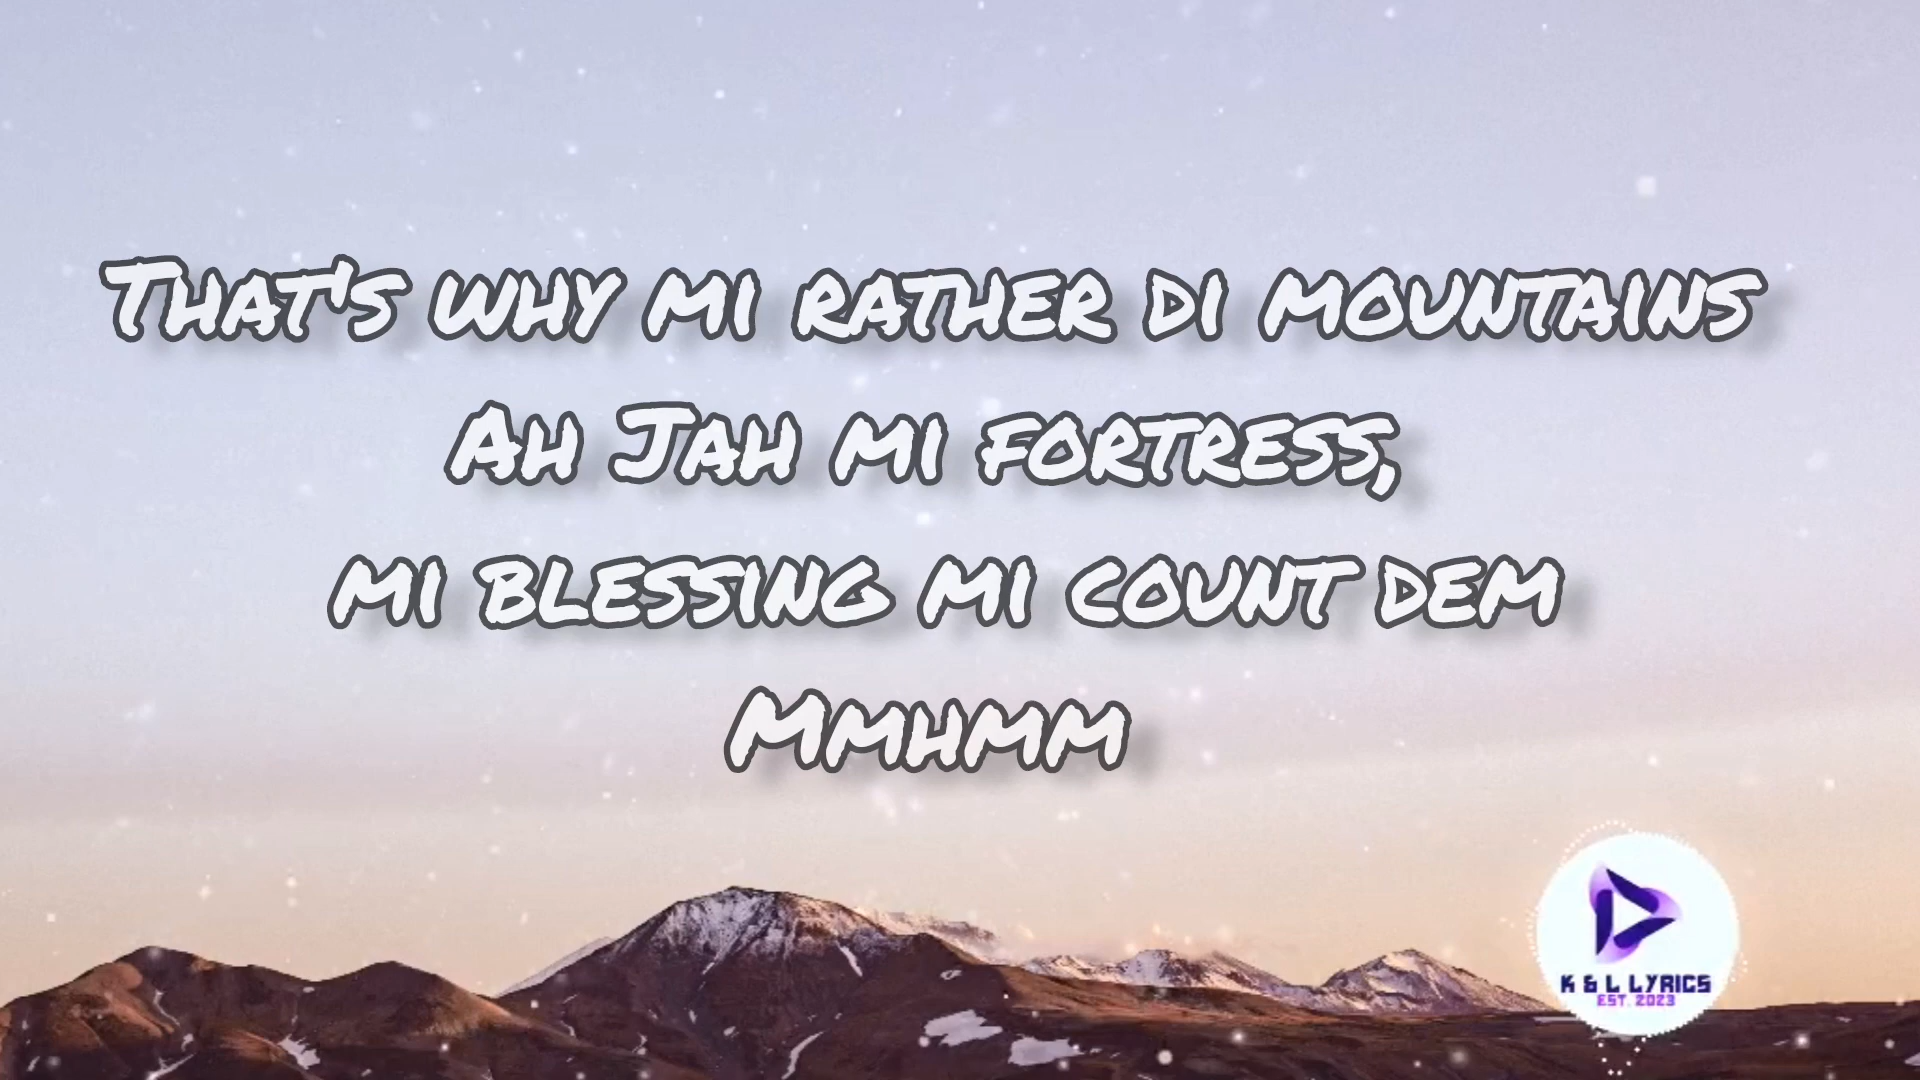 That's why mi rather di mountains
Ah Jah mi fortress,
mi blessing mi count dem
Mmhmm
K & L LYRICS
EST. 2023